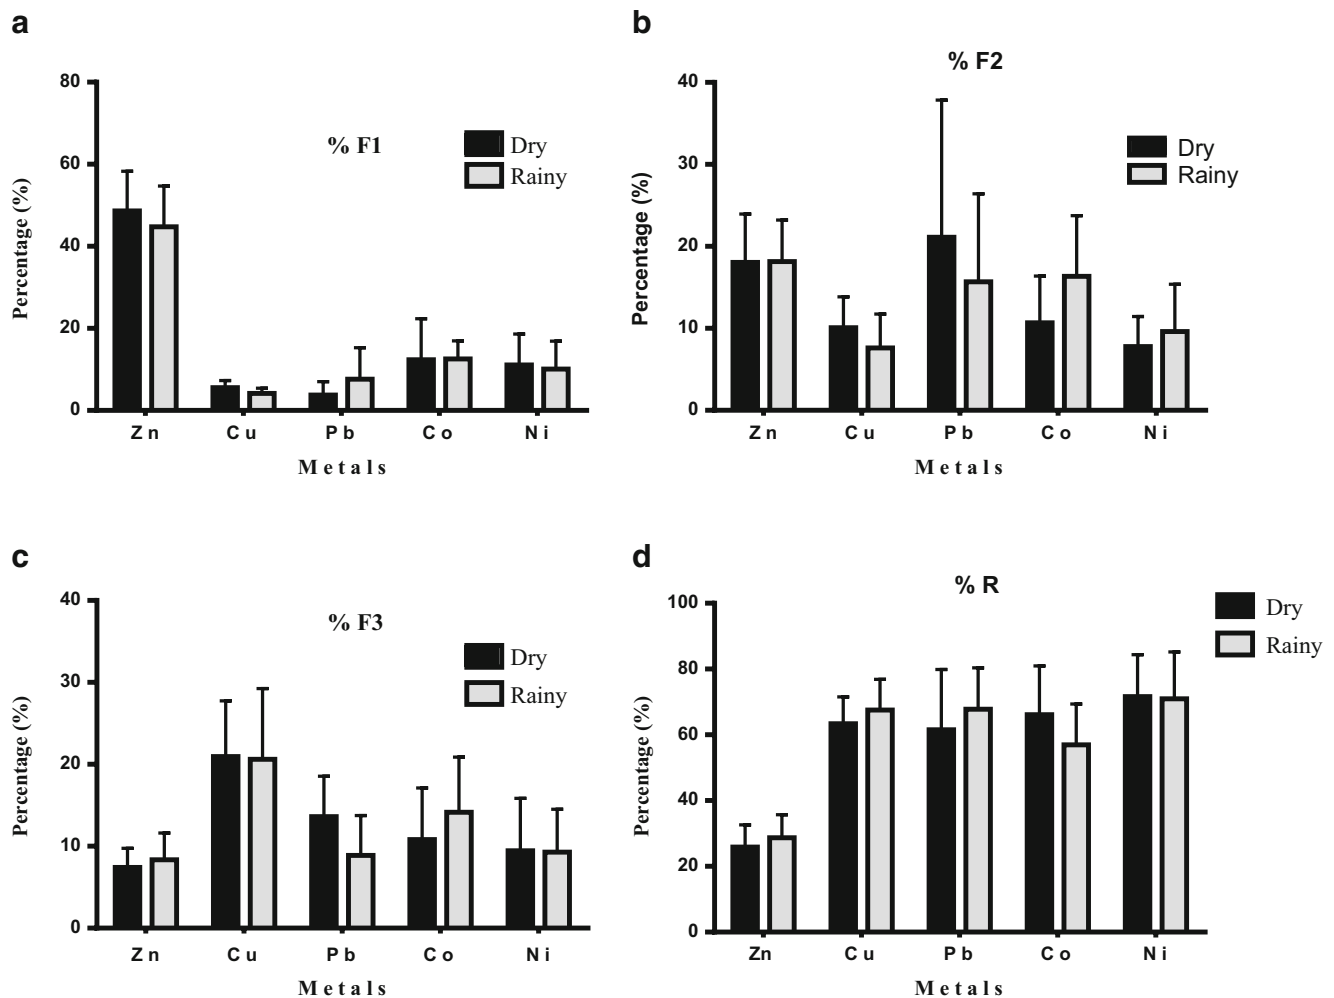 a
% F1
Dry
Rainy
Percentage (%)
80
60
40
20
0
Zn Cu Pb Co Ni
Metals
b
% F2
Dry
Rainy
Percentage (%)
40
30
20
10
0
Zn Cu Pb Co Ni
Metals
c
% F3
Dry
Rainy
Percentage (%)
40
30
20
10
0
Zn Cu Pb Co Ni
Metals
d
% R
Dry
Rainy
Percentage (%)
100
80
60
40
20
0
Zn Cu Pb Co Ni
Metals